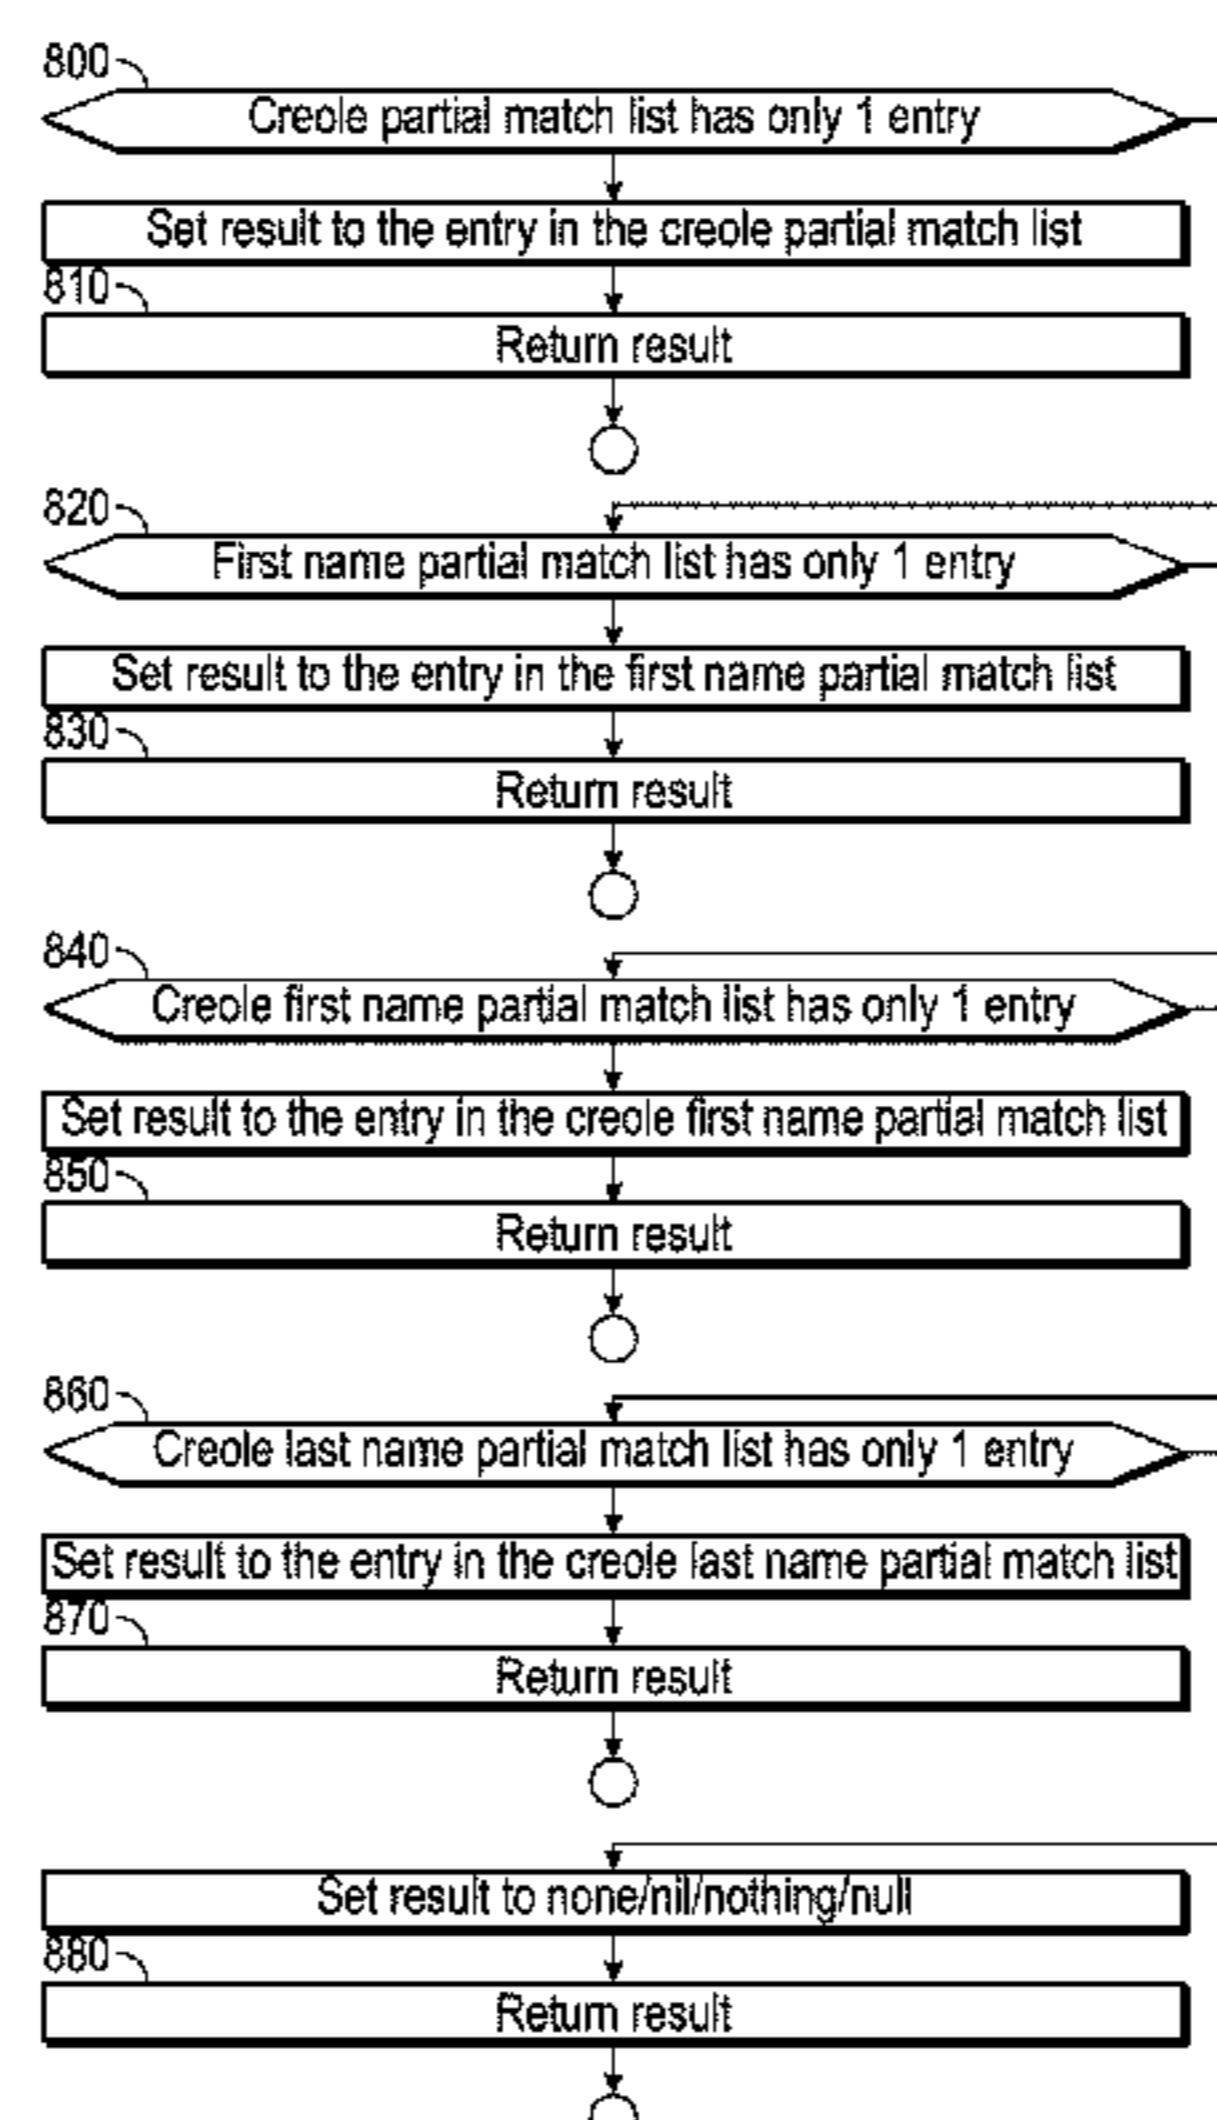 800
Creole partial match list has only 1 entry
Set result to the entry in the creole partial match list
810
Return result
820
First name partial match list has only 1 entry
Set result to the entry in the first name partial match list
830
Return result
840
Creole first name partial match list has only 1 entry
Set result to the entry in the creole first name partial match list
850
Return result
860
Creole last name partial match list has only 1 entry
Set result to the entry in the creole last name partial match list
870
Return result
Set result to none/nil/nothing/null
880
Return result